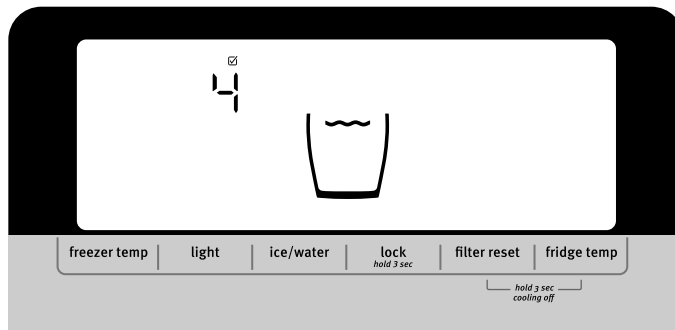 4
freezer temp light ice/water lock filter reset fridge temp
hold 3 sec
hold 3 sec
cooling off